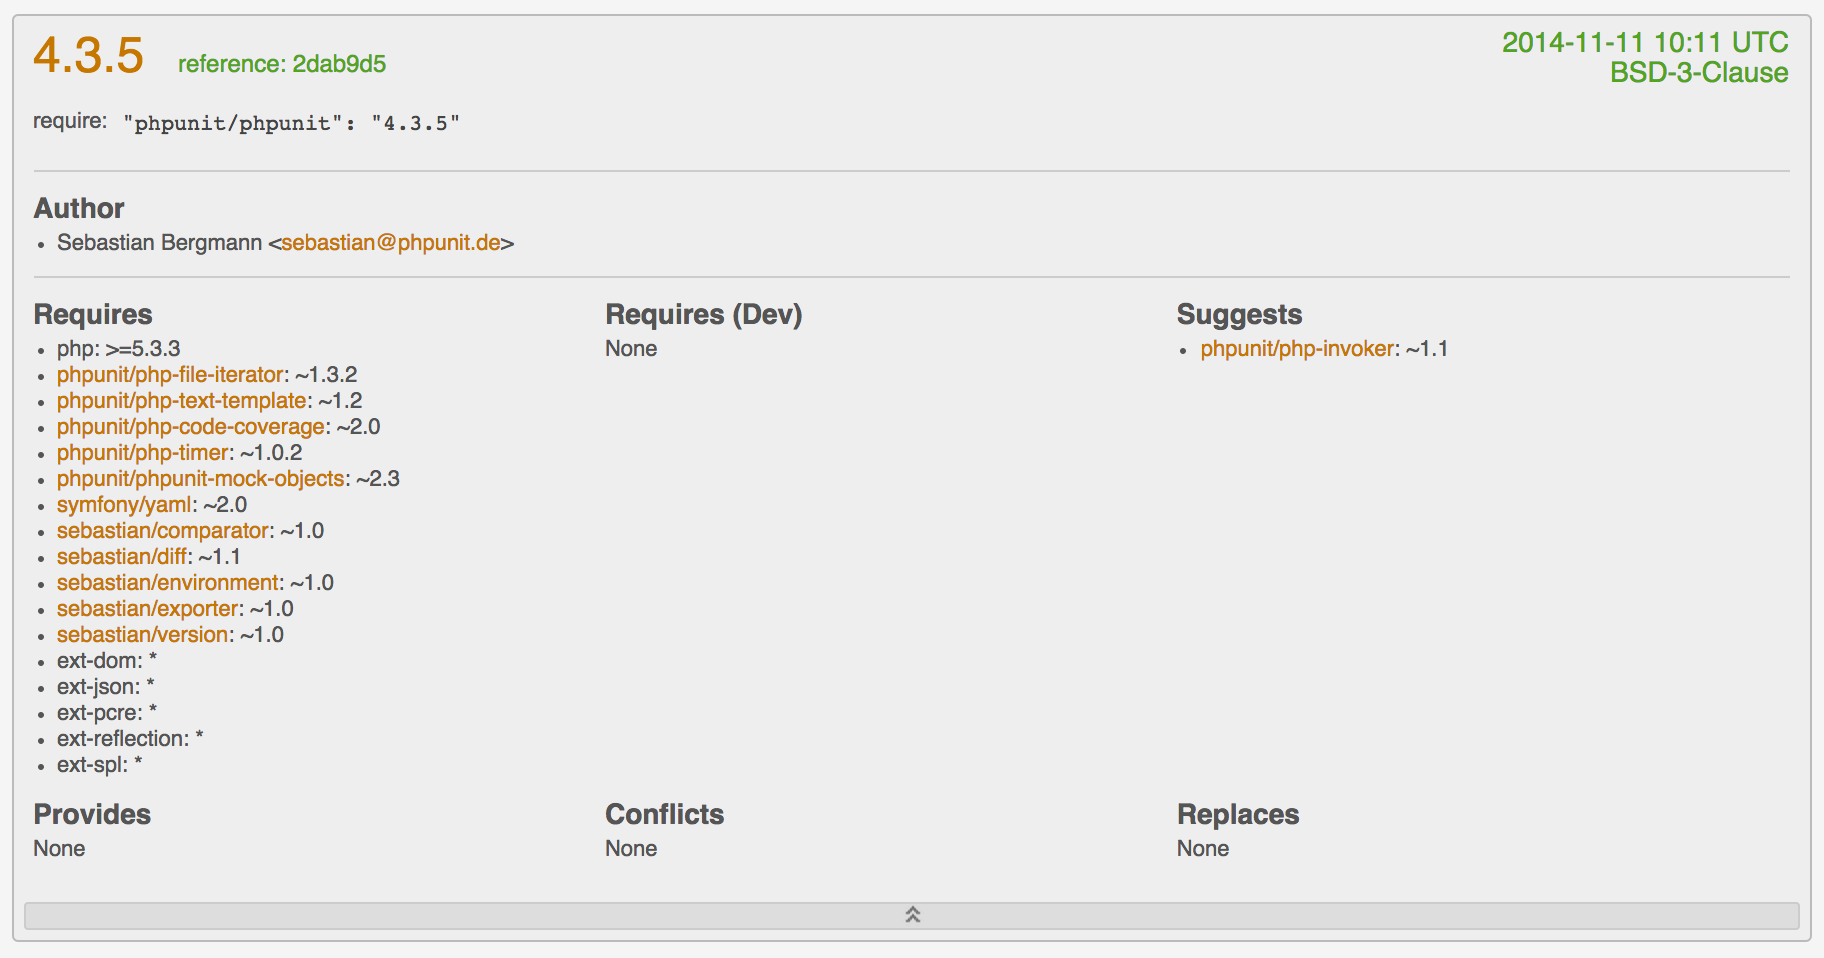 4.3.5 reference: 2dab9d5
2014-11-11 10:11 UTC
BSD-3-Clause
require: "phpunit/phpunit": "4.3.5"
Author
• Sebastian Bergmann <sebastian@phpunit.de>
Requires
• php: >=5.3.3
• phpunit/php-file-iterator: ~1.3.2
• phpunit/php-text-template: ~1.2
• phpunit/php-code-coverage: ~2.0
• phpunit/php-timer: ~1.0.2
• phpunit/phpunit-mock-objects: ~2.3
• symfony/yaml: ~2.0
• sebastian/comparator: ~1.0
• sebastian/diff: ~1.1
• sebastian/environment: ~1.0
• sebastian/exporter: ~1.0
• sebastian/version: ~1.0
• ext-dom: *
• ext-json: *
• ext-pcre: *
• ext-reflection: *
• ext-spl: *
Requires (Dev)
None
Suggests
• phpunit/php-invoker: ~1.1
Provides
None
Conflicts
None
Replaces
None